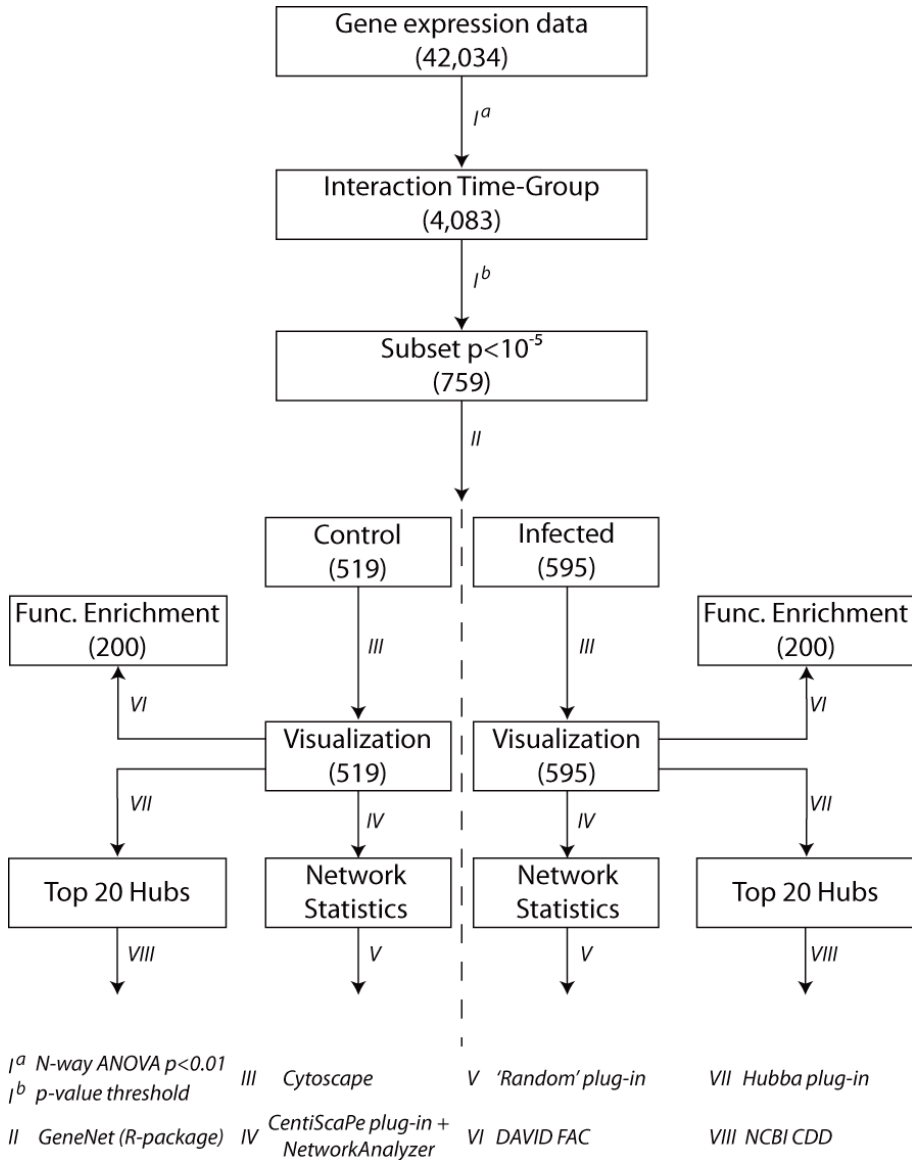 Gene expression data
(42,034)
I^a
Interaction Time-Group
(4,083)
I^b
Subset p<10⁻⁵
(759)
II
Control
(519)
Infected
(595)
Func. Enrichment
(200)
III
III
Func. Enrichment
(200)
VI
VI
Visualization
(519)
Visualization
(595)
VII
IV
IV
VII
Top 20 Hubs
Network
Statistics
Network
Statistics
Top 20 Hubs
VIII
V
V
VIII
I^a N-way ANOVA p<0.01
I^b p-value threshold
II GeneNet (R-package)
III Cytoscape
IV CentiScaPe plug-in +
NetworkAnalyzer
V 'Random' plug-in
VI DAVID FAC
VII Hubba plug-in
VIII NCBI CDD